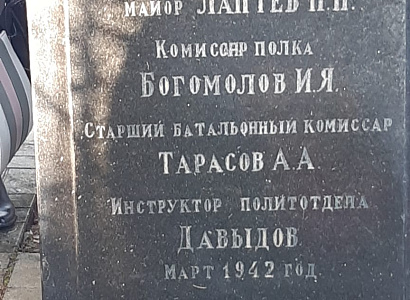 МАЙОР ЛАПТЕВ П.П.
КОМИССАР ПОЛКА
БОГОМОЛОВ И.Я.
СТАРШИЙ БАТАЛЬОННЫЙ КОМИССАР
ТАРАСОВ А.А.
ИНСТРУКТОР ПОЛИТОТДЕЛА
ДАВЫДОВ
МАРТ 1942 ГОД